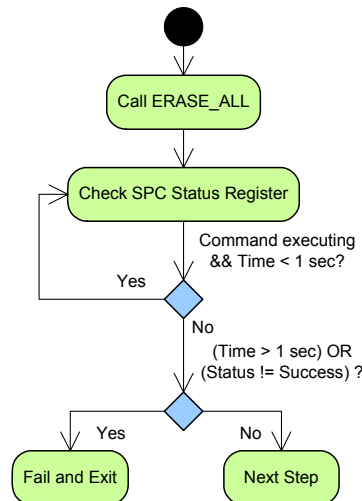 Call ERASE_ALL
Check SPC Status Register
Command executing
&& Time < 1 sec?
Yes
No
(Time > 1 sec) OR
(Status != Success) ?
Yes
No
Fail and Exit
Next Step